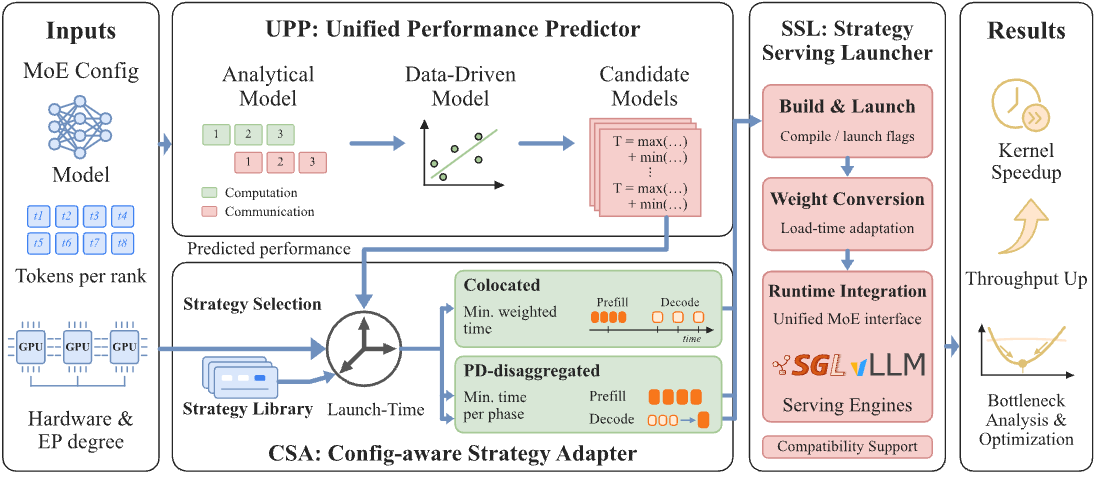 Inputs
MoE Config
Model
t1 t2 t3 t4
t5 t6 t7 t8
Tokens per rank
GPU GPU GPU
Hardware &
EP degree
UPP: Unified Performance Predictor
Analytical
Model
1 2 3
1 2 3
Computation
Communication
Data-Driven
Model
Candidate
Models
T = max(…)
+ min(…)
⋮
T = max(…)
+ min(…)
Predicted performance
Strategy Selection
Strategy Library
Launch-Time
Colocated
Min. weighted
time
Prefill
Decode
time
PD-disaggregated
Min. time
per phase
Prefill
Decode
CSA: Config-aware Strategy Adapter
SSL: Strategy
Serving Launcher
Build & Launch
Compile / launch flags
Weight Conversion
Load-time adaptation
Runtime Integration
Unified MoE interface
SGL vLLM
Serving Engines
Compatibility Support
Results
Kernel
Speedup
Throughput Up
Bottleneck
Analysis &
Optimization